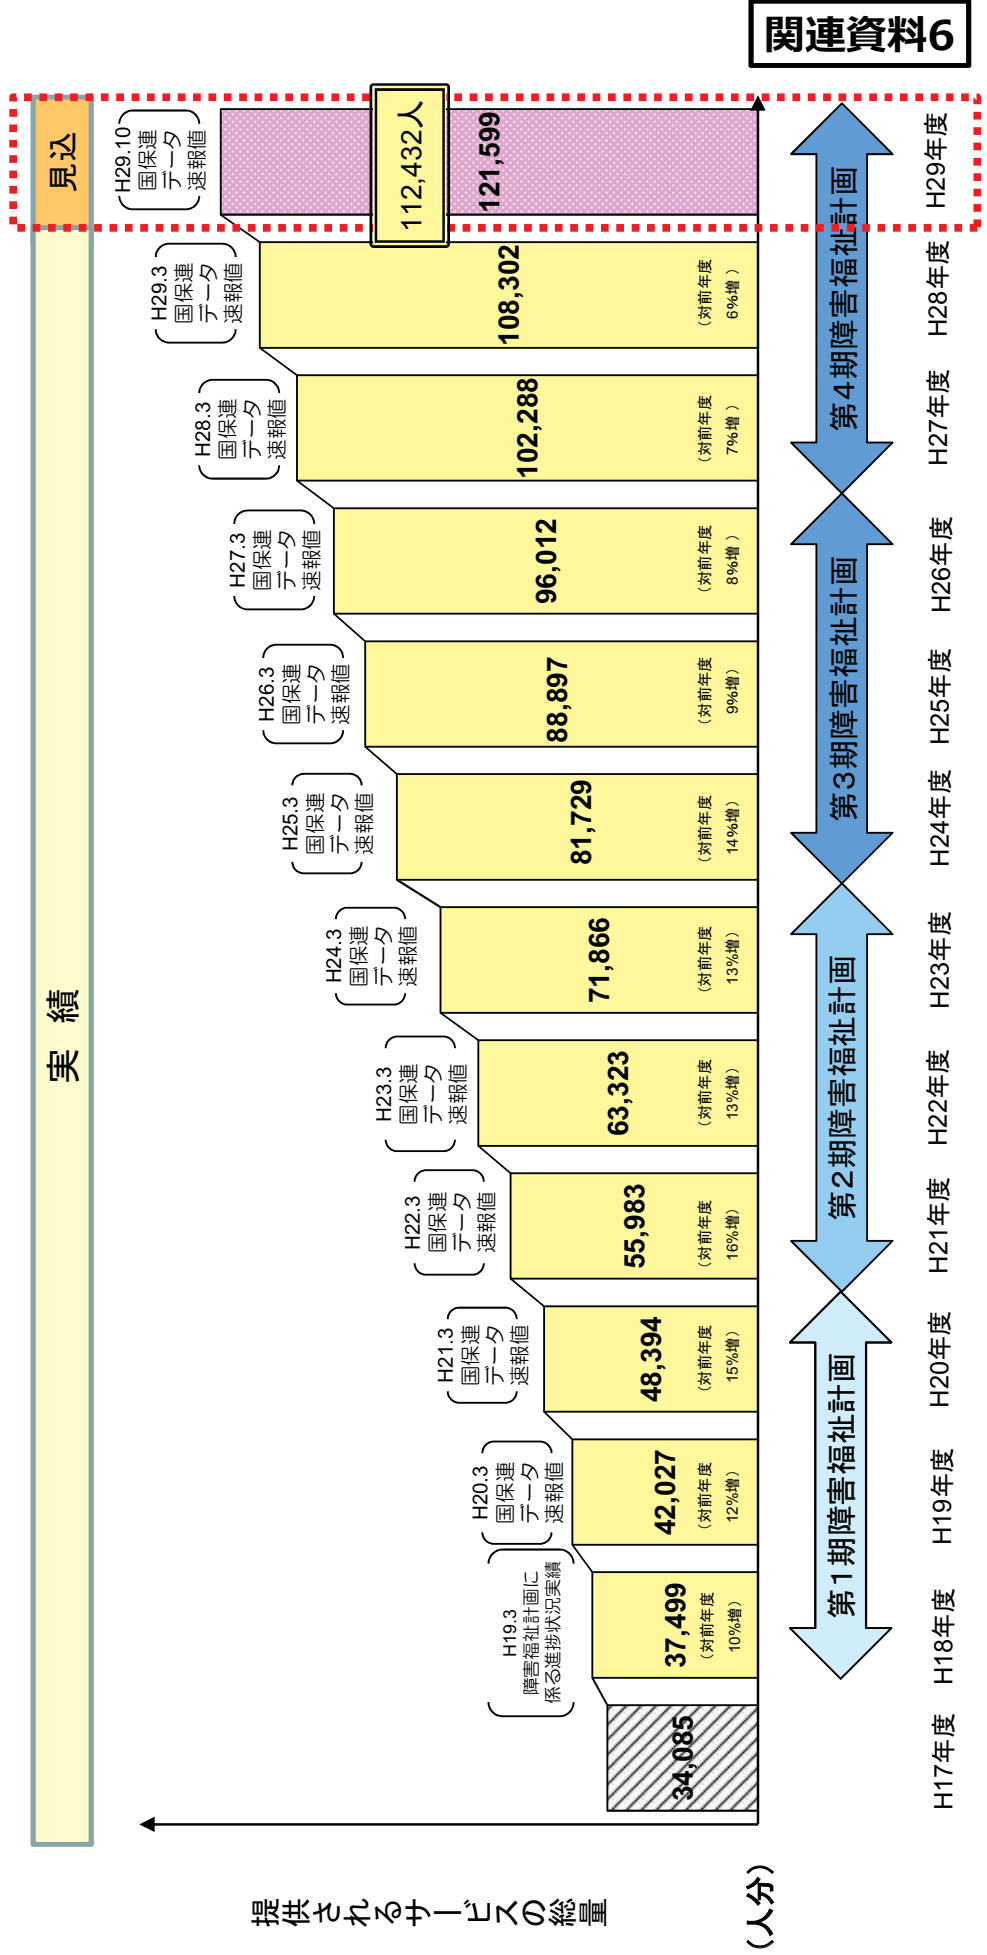 関連資料6
実 績
見込
H19.3
障害福祉計画に
係る進捗状況実績
H20.3
国保連
データ
速報値
H21.3
国保連
データ
速報値
H22.3
国保連
データ
速報値
H23.3
国保連
データ
速報値
H24.3
国保連
データ
速報値
H25.3
国保連
データ
速報値
H26.3
国保連
データ
速報値
H27.3
国保連
データ
速報値
H28.3
国保連
データ
速報値
H29.3
国保連
データ
速報値
H29.10
国保連
データ
速報値
提供されるサービスの総量
(人分)
34,085
37,499
(対前年度
10%増)
42,027
(対前年度
12%増)
48,394
(対前年度
15%増)
55,983
(対前年度
16%増)
63,323
(対前年度
13%増)
71,866
(対前年度
13%増)
81,729
(対前年度
14%増)
88,897
(対前年度
9%増)
96,012
(対前年度
8%増)
102,288
(対前年度
7%増)
108,302
(対前年度
6%増)
112,432人
121,599
第1期障害福祉計画
第2期障害福祉計画
第3期障害福祉計画
第4期障害福祉計画
H17年度
H18年度
H19年度
H20年度
H21年度
H22年度
H23年度
H24年度
H25年度
H26年度
H27年度
H28年度
H29年度